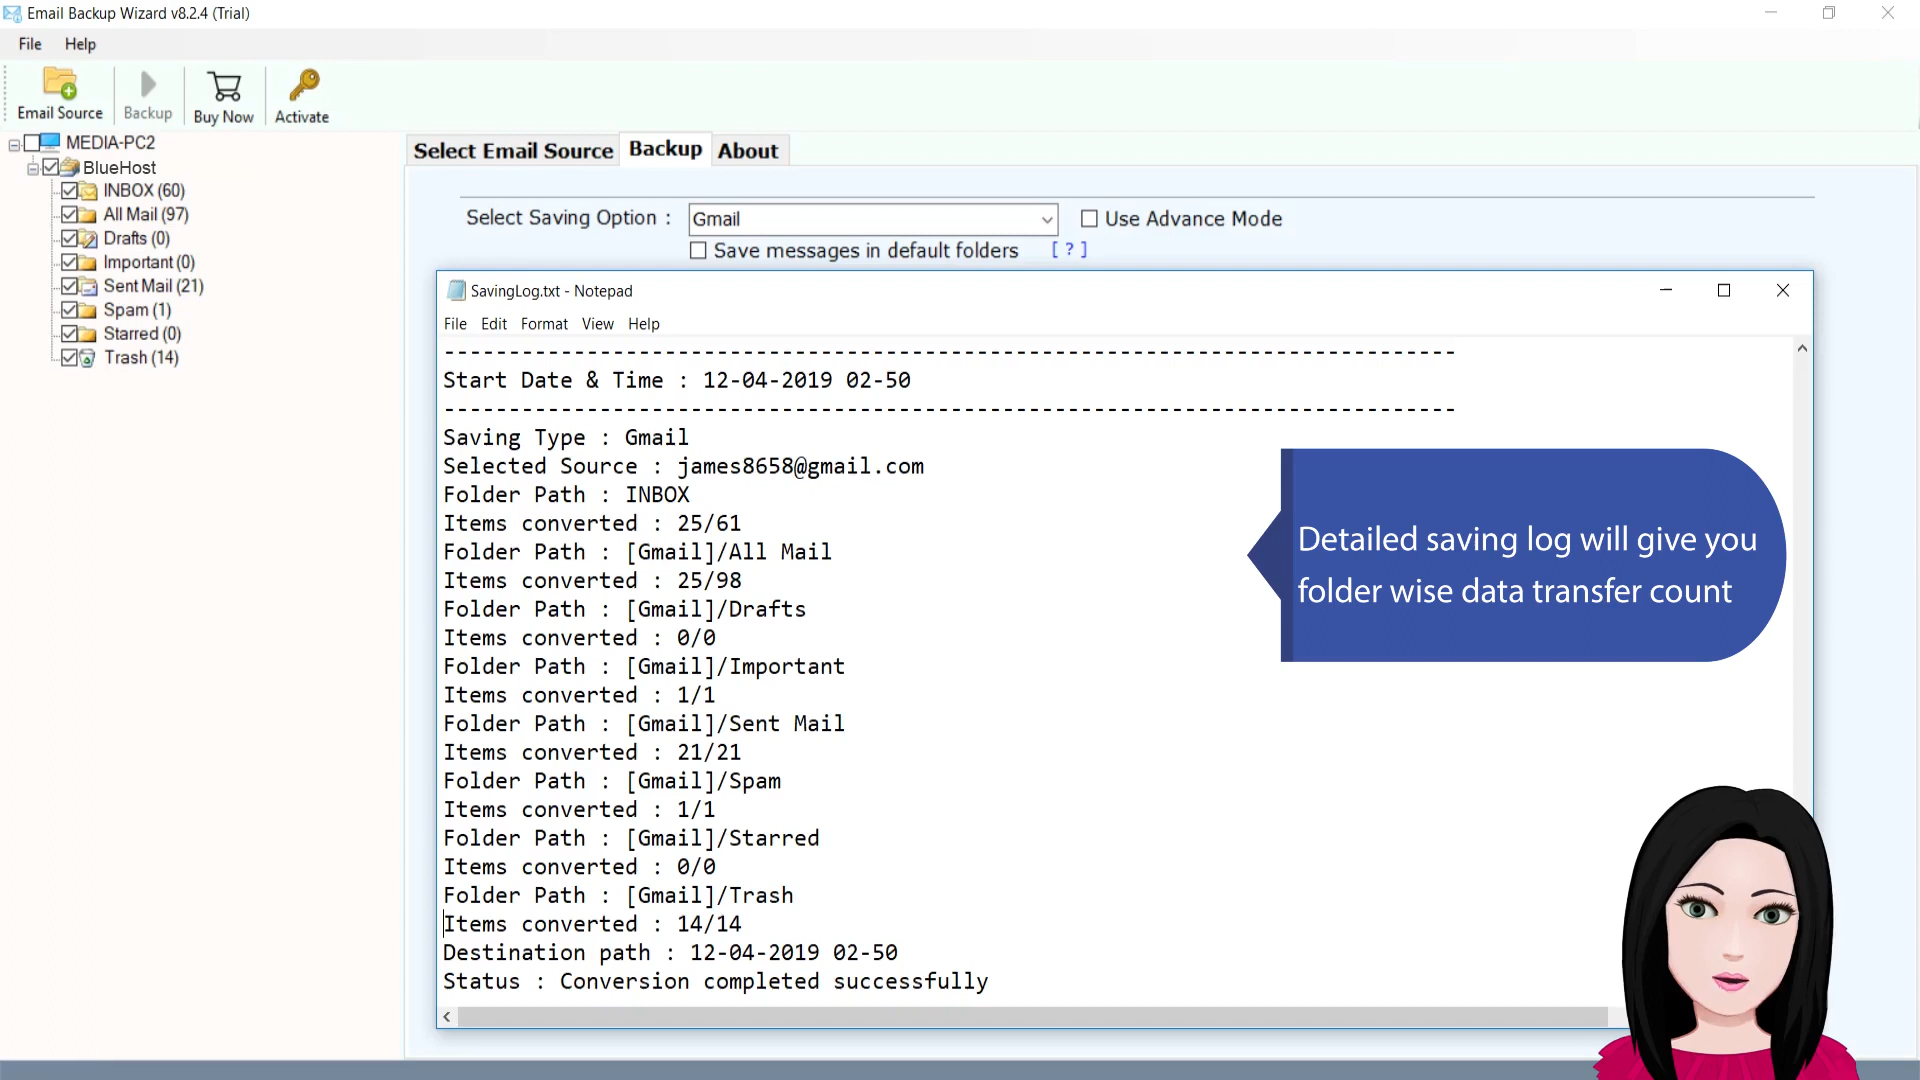 Email Backup Wizard v8.2.4 (Trial)
File Help
Email Source Backup Buy Now Activate
MEDIA-PC2
BlueHost
INBOX (60)
All Mail (97)
Drafts (0)
Important (0)
Sent Mail (21)
Spam (1)
Starred (0)
Trash (14)
Select Email Source Backup About
Select Saving Option : Gmail Use Advance Mode
Save messages in default folders [ ? ]
SavingLog.txt - Notepad
File Edit Format View Help
------------------------------------------------------------------------------
Start Date & Time : 12-04-2019 02-50
------------------------------------------------------------------------------
Saving Type : Gmail
Selected Source : james8658@gmail.com
Folder Path : INBOX
Items converted : 25/61
Folder Path : [Gmail]/All Mail
Items converted : 25/98
Folder Path : [Gmail]/Drafts
Items converted : 0/0
Folder Path : [Gmail]/Important
Items converted : 1/1
Folder Path : [Gmail]/Sent Mail
Items converted : 21/21
Folder Path : [Gmail]/Spam
Items converted : 1/1
Folder Path : [Gmail]/Starred
Items converted : 0/0
Folder Path : [Gmail]/Trash
Items converted : 14/14
Destination path : 12-04-2019 02-50
Status : Conversion completed successfully
Detailed saving log will give you
folder wise data transfer count